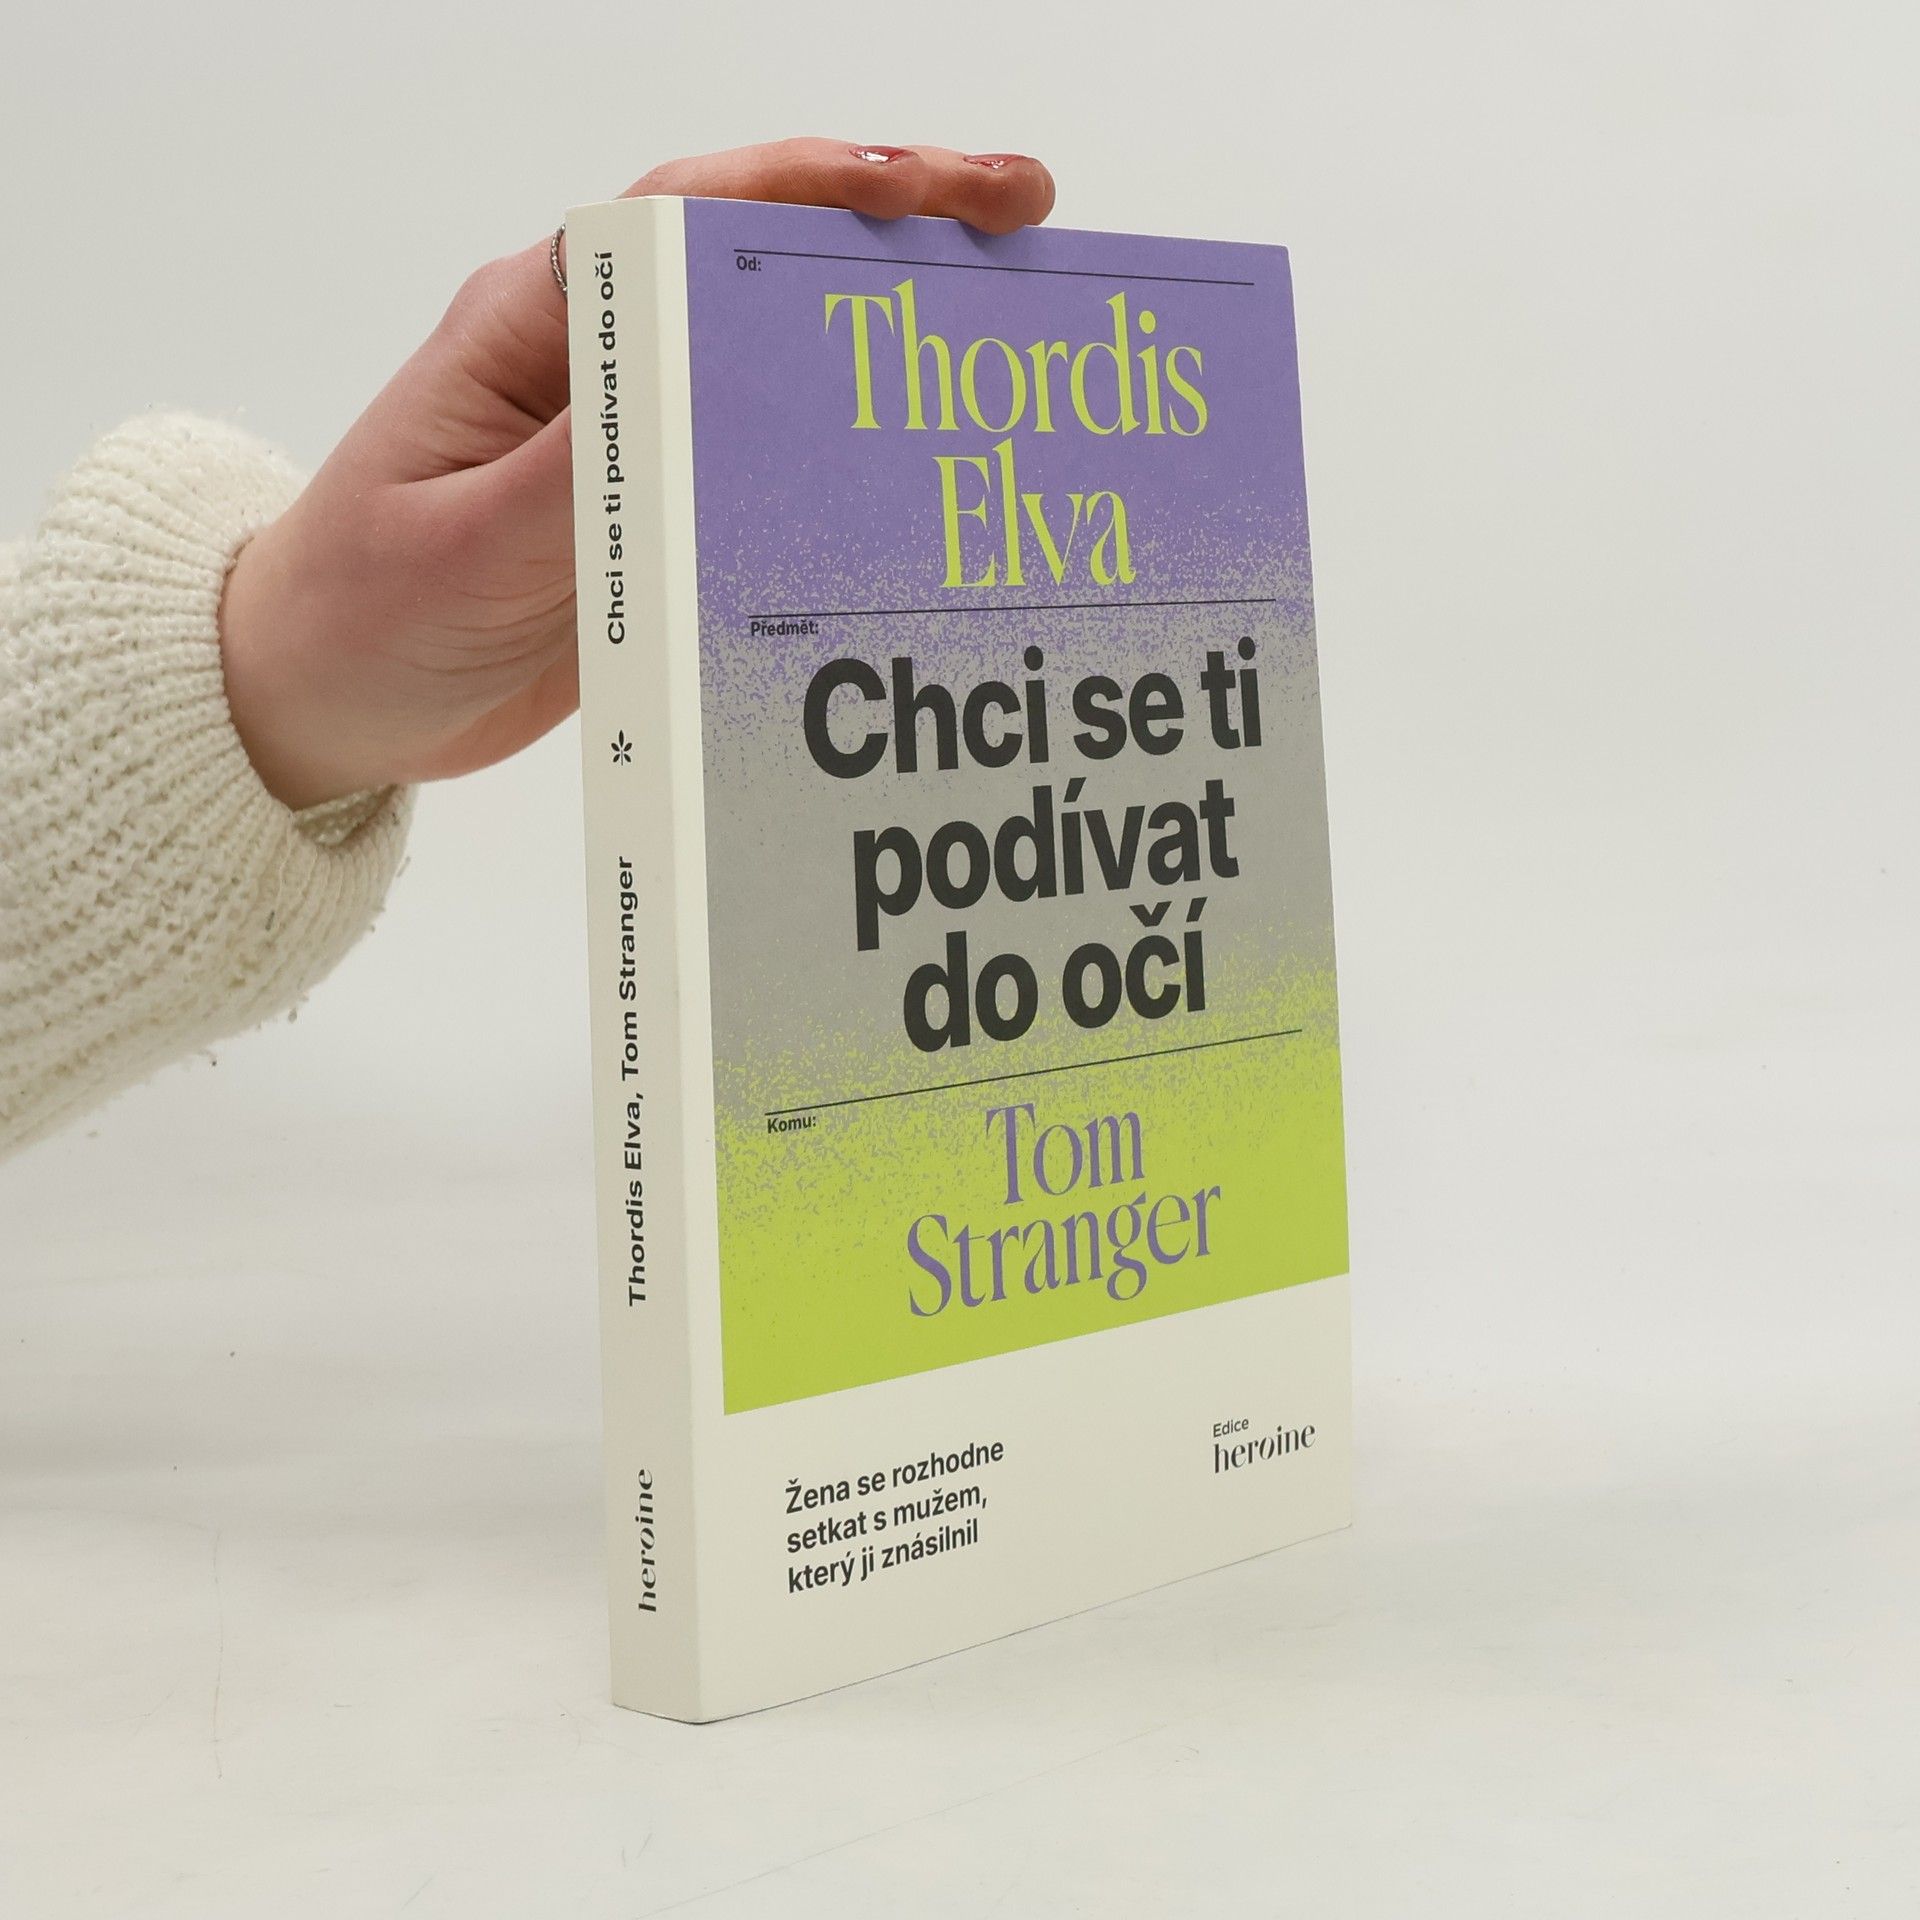 Chci se ti podívat do očí
Thordis Elva, Tom Stranger
heroine
Od:
Thordis
Elva
Předmět:
Chci se ti
podívat
do očí
Komu:
Tom
Stranger
Žena se rozhodne
setkat s mužem,
který ji znásilnil
Edice
heroine